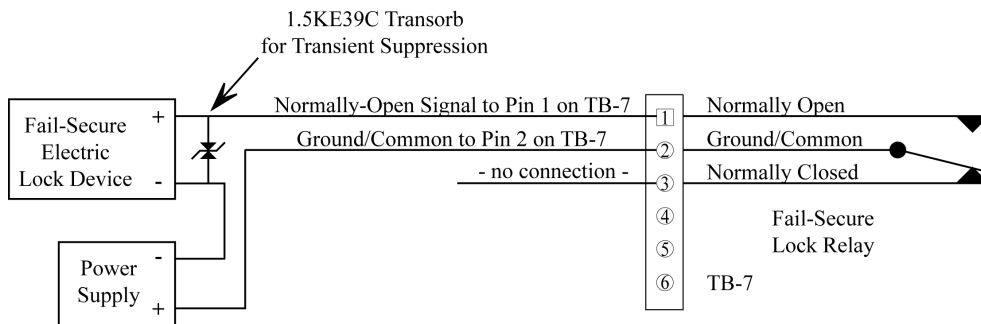 1.5KE39C Transorb
for Transient Suppression
Fail-Secure
Electric
Lock Device
+
-
Normally-Open Signal to Pin 1 on TB-7
Ground/Common to Pin 2 on TB-7
- no connection -
1
2
3
4
5
6
Normally Open
Ground/Common
Normally Closed
Fail-Secure
Lock Relay
TB-7
Power
Supply
-
+